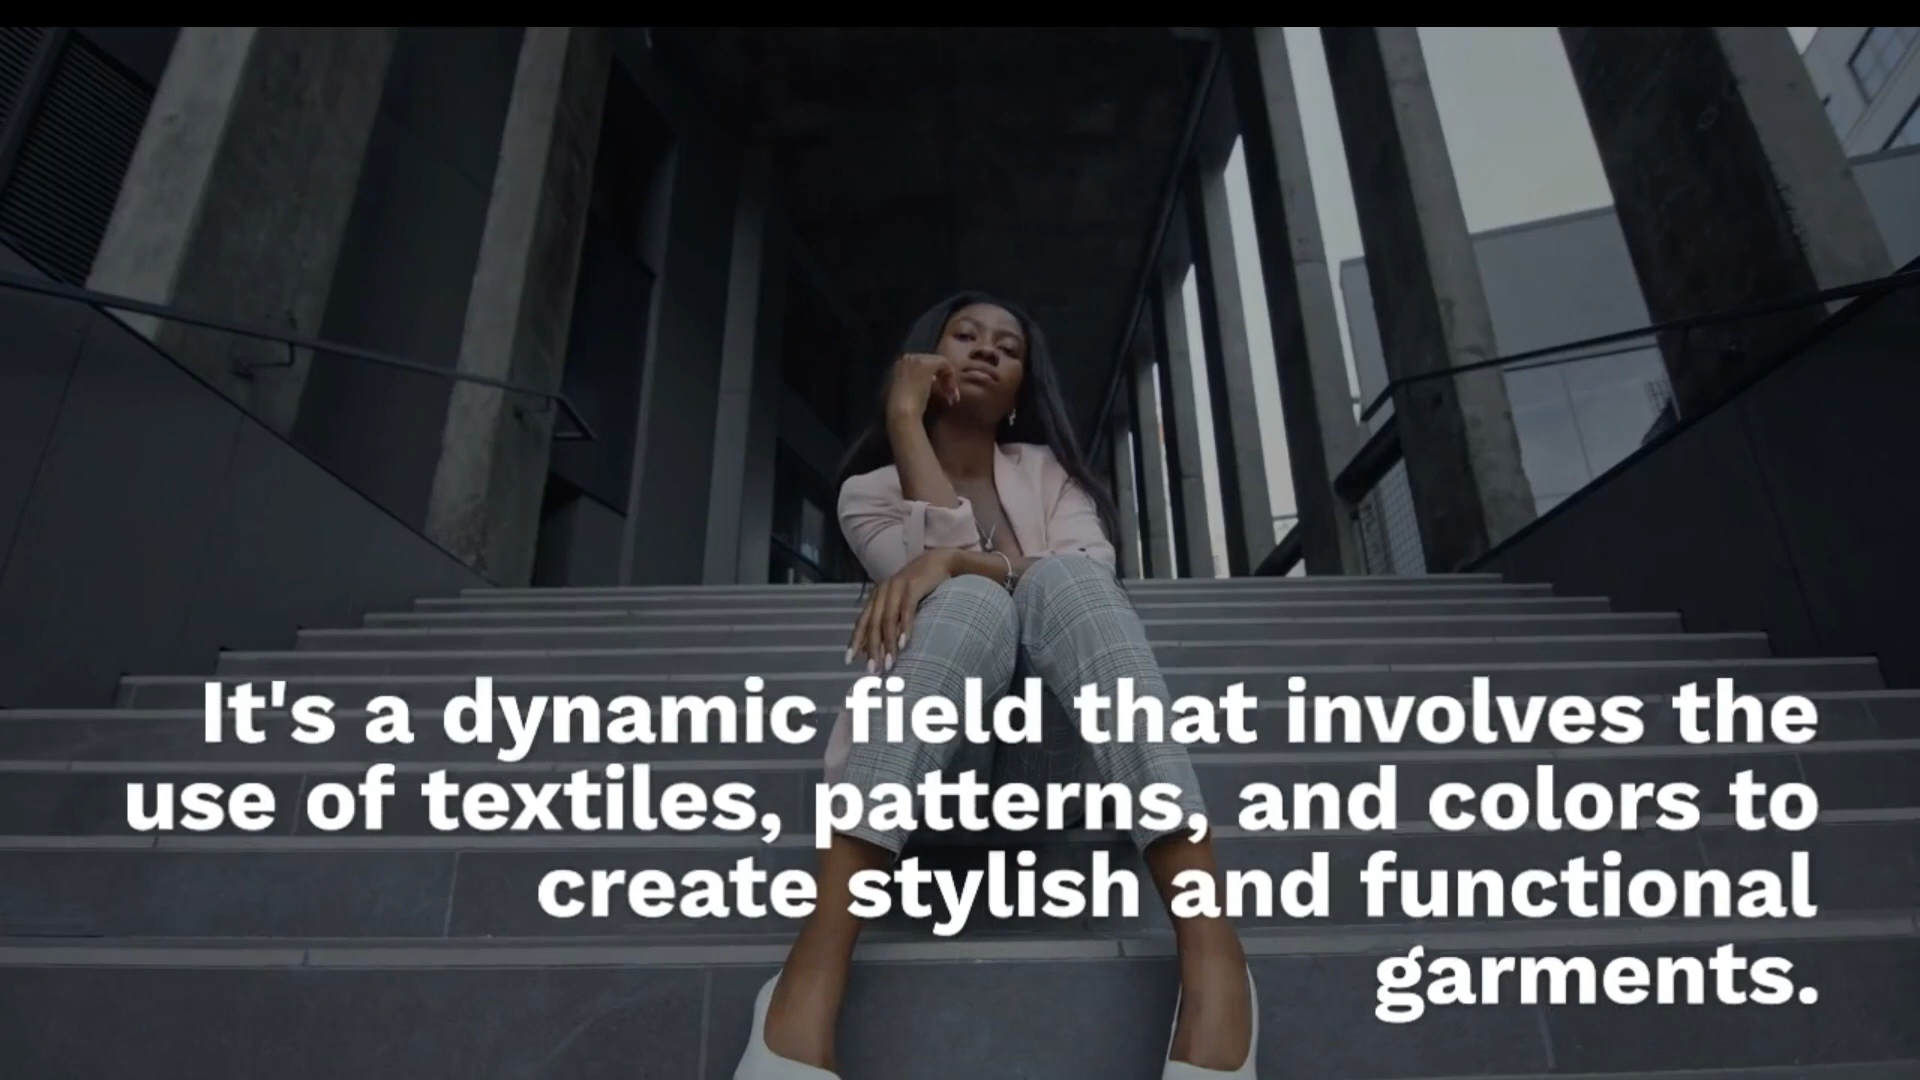 It's a dynamic field that involves the
use of textiles, patterns, and colors to
create stylish and functional
garments.